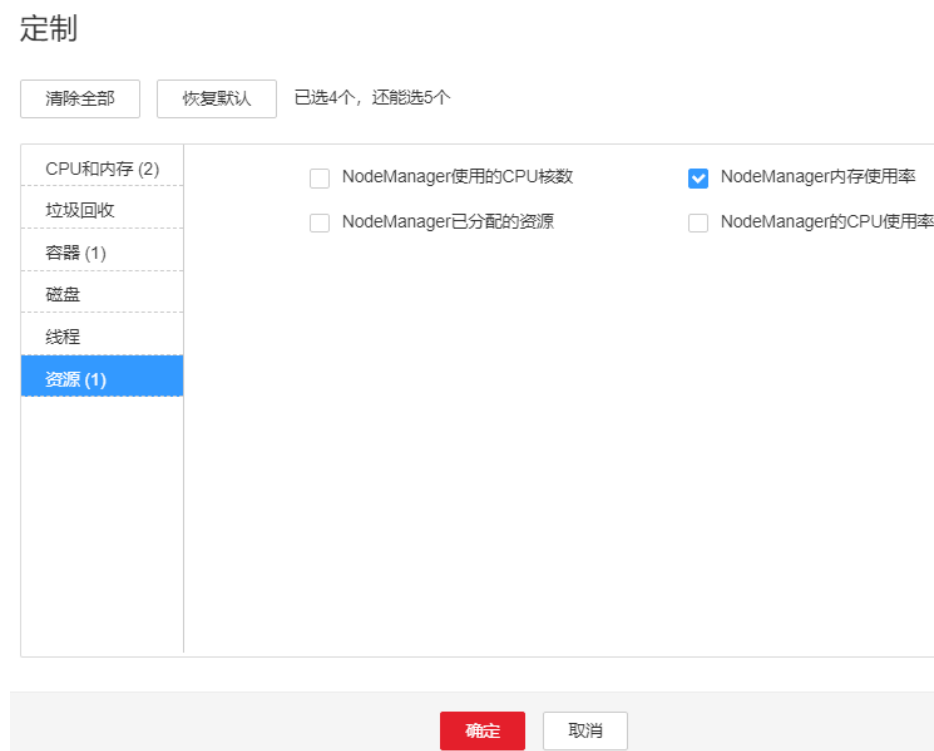 定制
清除全部 恢复默认 已选4个，还能选5个
CPU和内存 (2)
垃圾回收
容器 (1)
磁盘
线程
资源 (1)
NodeManager使用的CPU核数 NodeManager内存使用率
NodeManager已分配的资源 NodeManager的CPU使用率
确定 取消